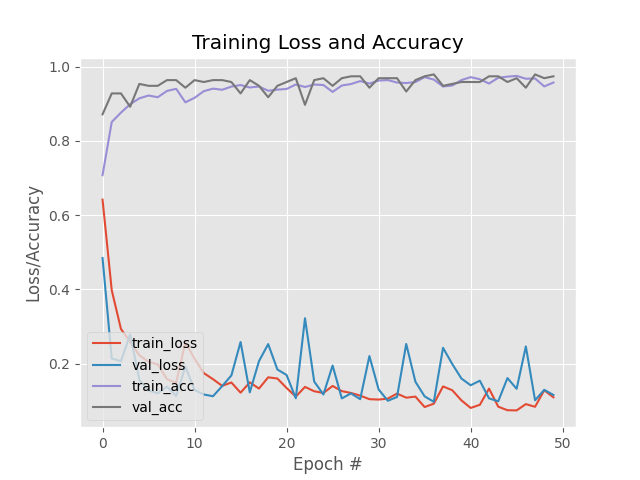 Training Loss and Accuracy
1.0
0.8
0.6
0.4
0.2
Loss/Accuracy
train_loss
val_loss
train_acc
val_acc
0 10 20 30 40 50
Epoch #